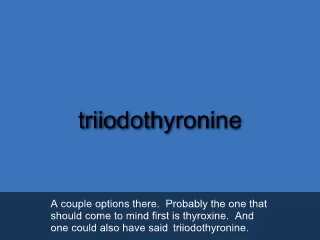 triiodothyronine
A couple options there.  Probably the one that
should come to mind first is thyroxine.  And
one could also have said  triiodothyronine.